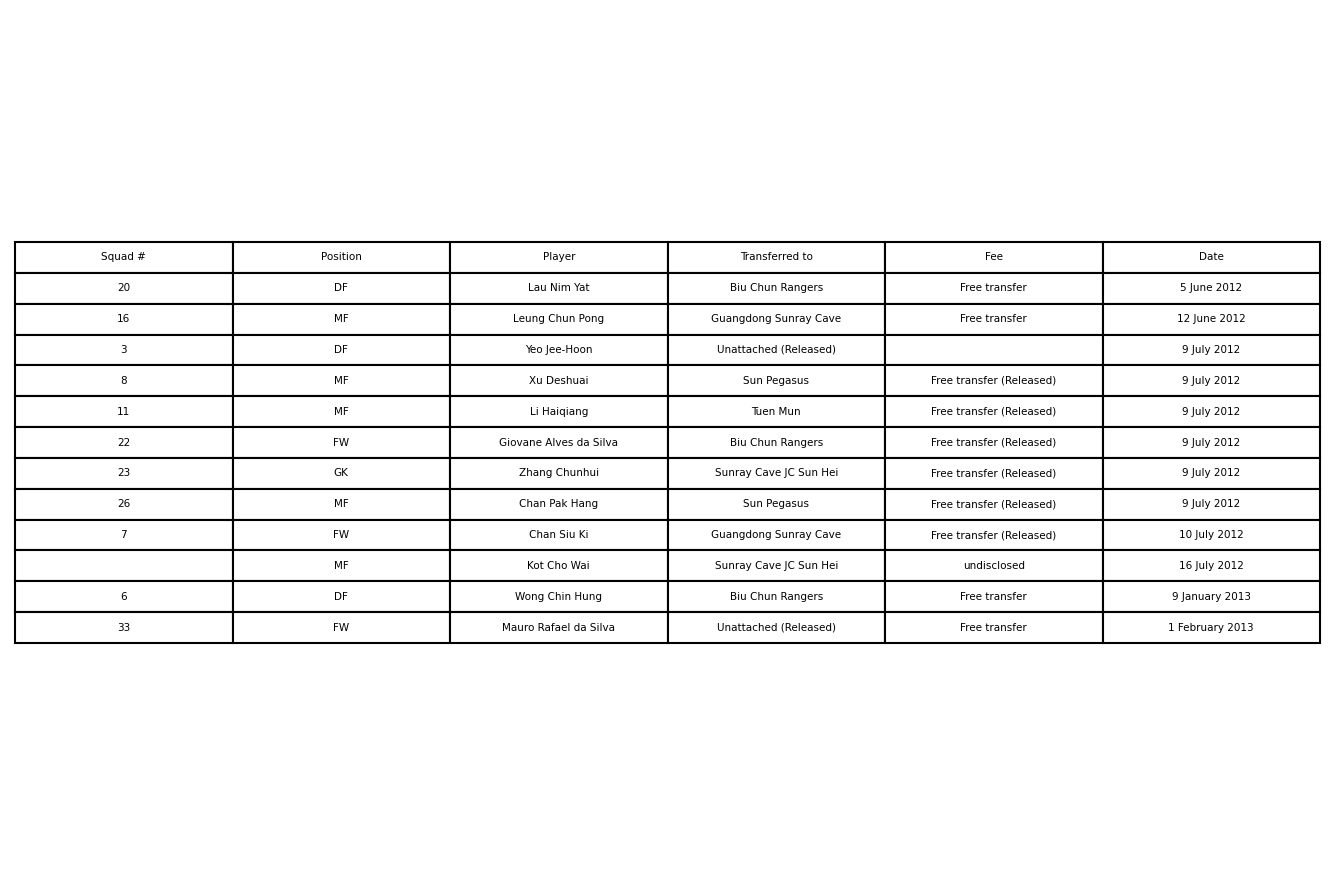 Squad # Position Player Transferred to Fee Date
20 DF Lau Nim Yat Biu Chun Rangers Free transfer 5 June 2012
16 MF Leung Chun Pong Guangdong Sunray Cave Free transfer 12 June 2012
3 DF Yeo Jee-Hoon Unattached (Released) 9 July 2012
8 MF Xu Deshuai Sun Pegasus Free transfer (Released) 9 July 2012
11 MF Li Haiqiang Tuen Mun Free transfer (Released) 9 July 2012
22 FW Giovane Alves da Silva Biu Chun Rangers Free transfer (Released) 9 July 2012
23 GK Zhang Chunhui Sunray Cave JC Sun Hei Free transfer (Released) 9 July 2012
26 MF Chan Pak Hang Sun Pegasus Free transfer (Released) 9 July 2012
7 FW Chan Siu Ki Guangdong Sunray Cave Free transfer (Released) 10 July 2012
MF Kot Cho Wai Sunray Cave JC Sun Hei undisclosed 16 July 2012
6 DF Wong Chin Hung Biu Chun Rangers Free transfer 9 January 2013
33 FW Mauro Rafael da Silva Unattached (Released) Free transfer 1 February 2013